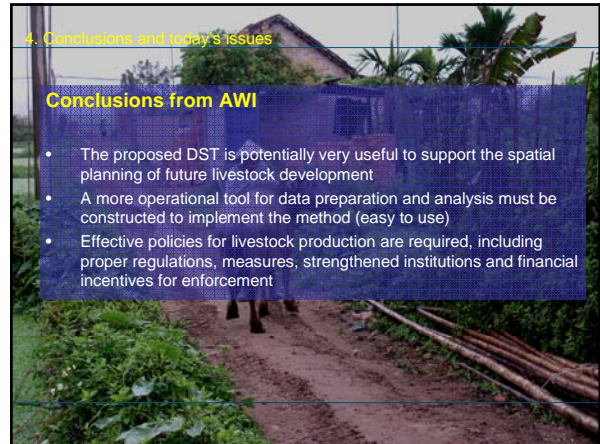 4. Conclusions and today's issues
Conclusions from AWI
• The proposed DST is potentially very useful to support the spatial
planning of future livestock development
• A more operational tool for data preparation and analysis must be
constructed to implement the method (easy to use)
• Effective policies for livestock production are required, including
proper regulations, measures, strengthened institutions and financial
incentives for enforcement